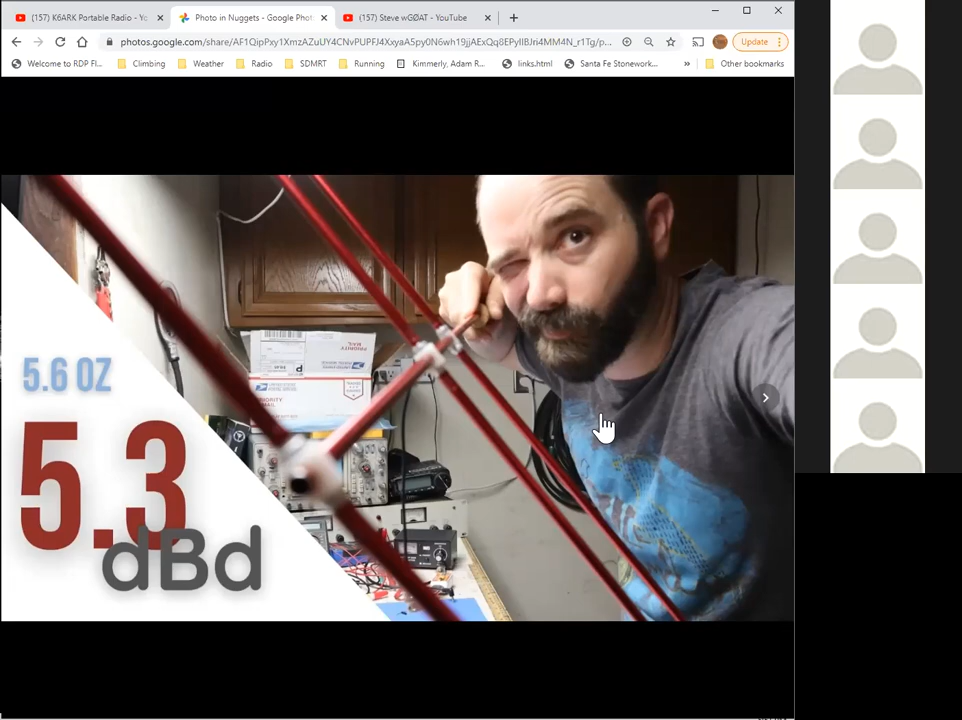 (157) K6ARK Portable Radio - Yo
Photo in Nuggets - Google Phot
(157) Steve wGØAT - YouTube
photos.google.com/share/AF1QipPxy1XmzAZuUY4CNvPUPFJ4XxyaA5py0N6wh19jjAExQq8EPylIBJri4MM4N_r1Tg/p...
Update
Welcome to RDP Fl...
Climbing
Weather
Radio
SDMRT
Running
Kimmerly, Adam R...
links.html
Santa Fe Stonework...
»
Other bookmarks
5.6 OZ
5.3
dBd
PRIORITY